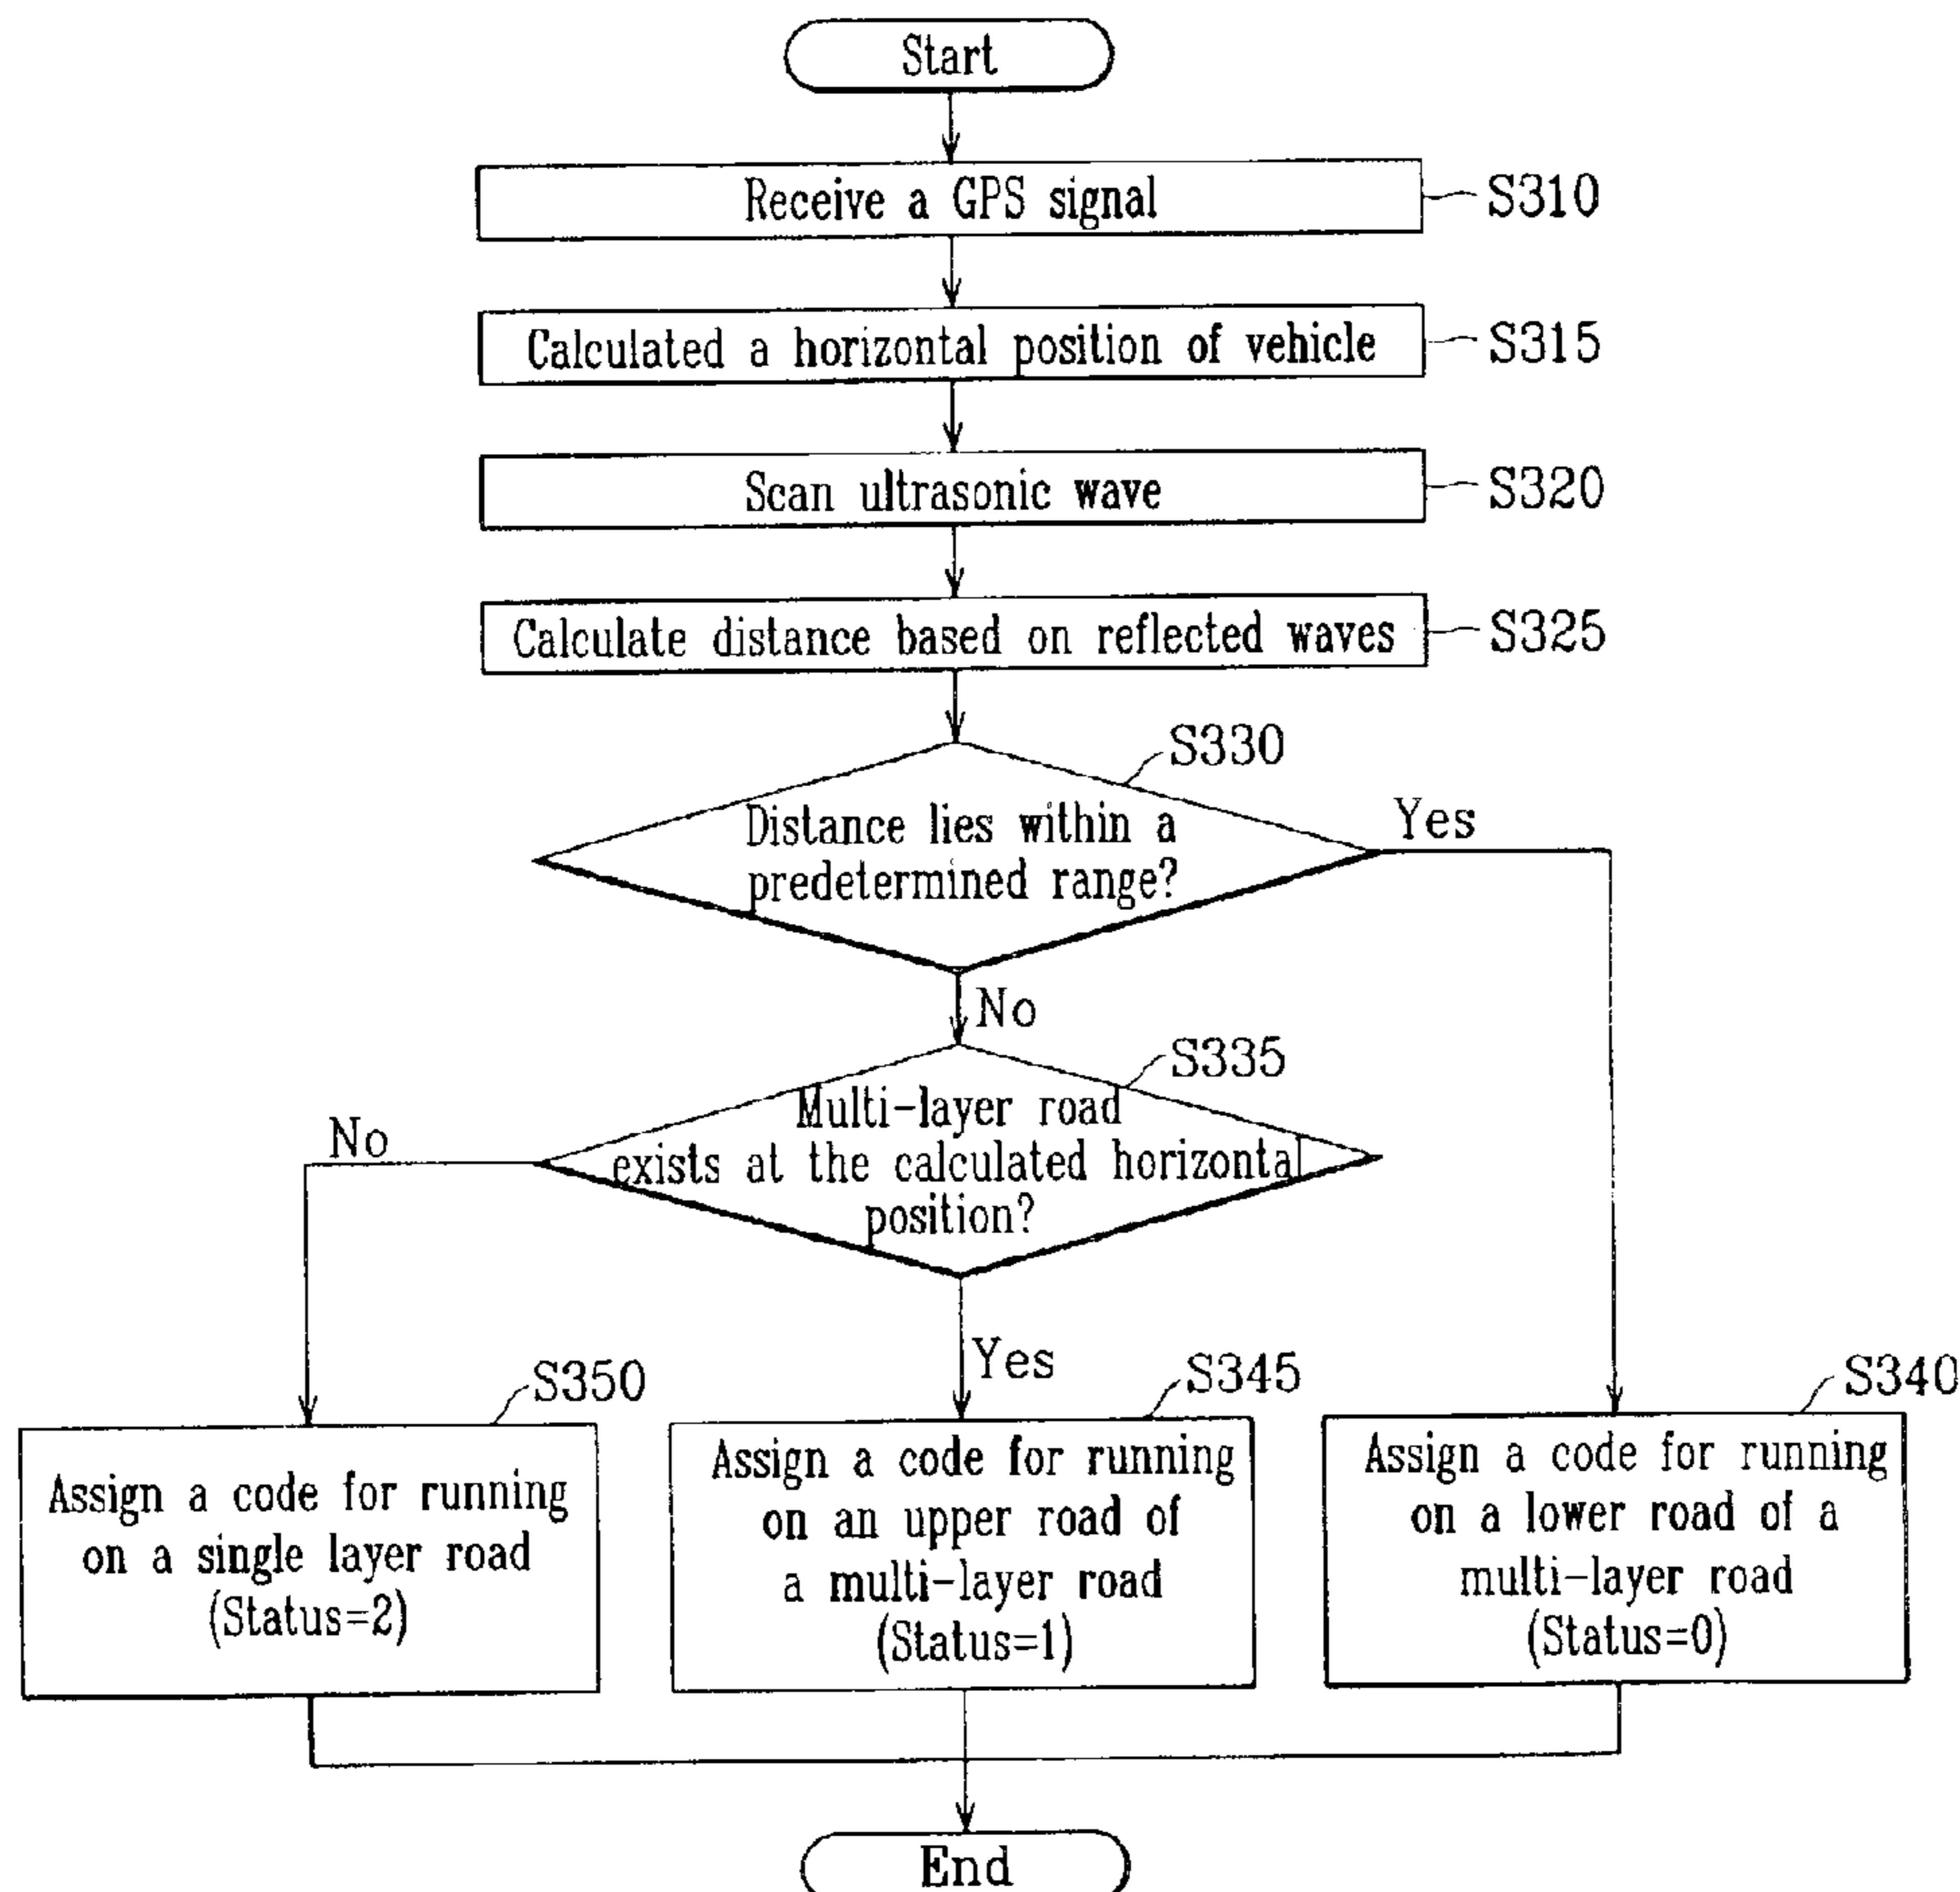 Start
Receive a GPS signal
S310
Calculated a horizontal position of vehicle
S315
Scan ultrasonic wave
S320
Calculate distance based on reflected waves
S325
S330
Distance lies within a
predetermined range?
Yes
No
S335
Multi-layer road
exists at the calculated horizontal
position?
No
Yes
S350
Assign a code for running
on a single layer road
(Status=2)
S345
Assign a code for running
on an upper road of
a multi-layer road
(Status=1)
S340
Assign a code for running
on a lower road of a
multi-layer road
(Status=0)
End